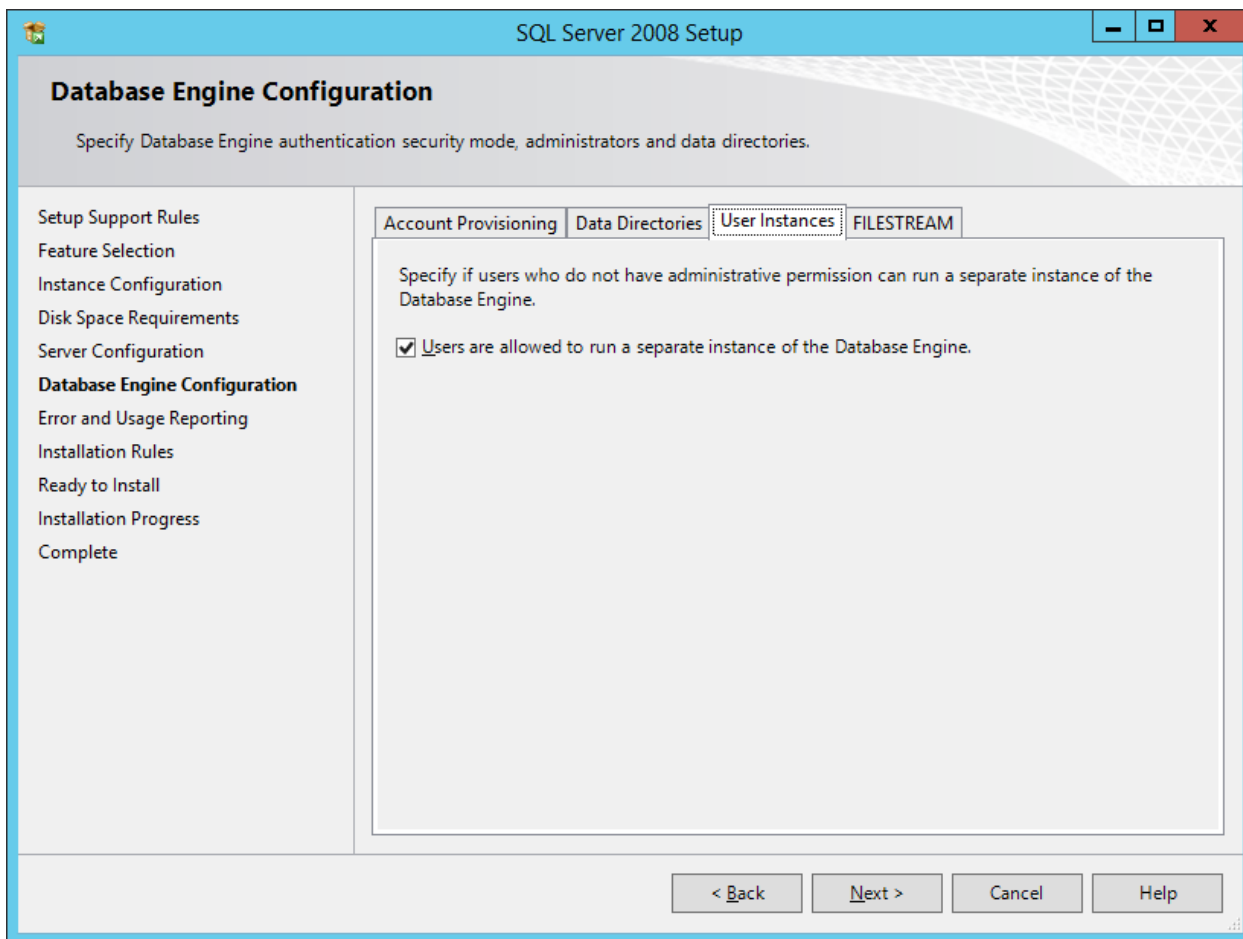 SQL Server 2008 Setup
Database Engine Configuration
Specify Database Engine authentication security mode, administrators and data directories.
Setup Support Rules
Feature Selection
Instance Configuration
Disk Space Requirements
Server Configuration
Database Engine Configuration
Error and Usage Reporting
Installation Rules
Ready to Install
Installation Progress
Complete
Account Provisioning Data Directories User Instances FILESTREAM
Specify if users who do not have administrative permission can run a separate instance of the
Database Engine.
Users are allowed to run a separate instance of the Database Engine.
< Back Next > Cancel Help